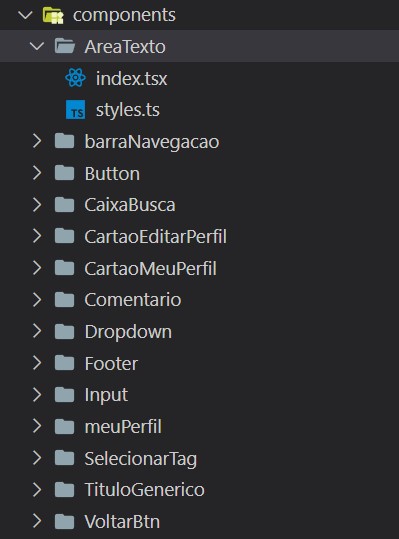 components
AreaTexto
index.tsx
TS styles.ts
barraNavegacao
Button
CaixaBusca
CartaoEditarPerfil
CartaoMeuPerfil
Comentario
Dropdown
Footer
Input
meuPerfil
SelecionarTag
TituloGenerico
VoltarBtn